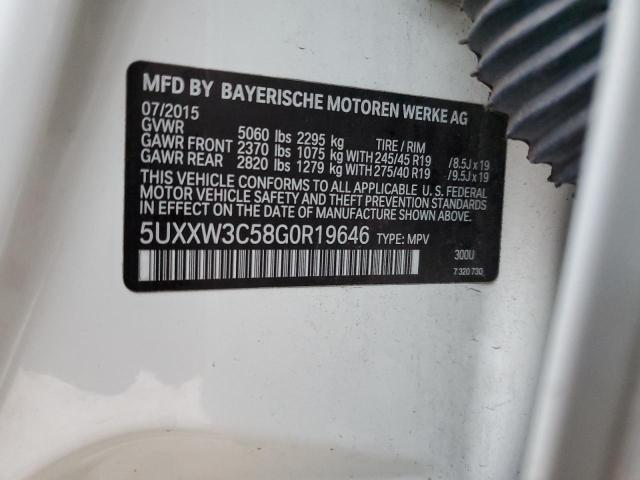 MFD BY BAYERISCHE MOTOREN WERKE AG
07/2015
GVWR 5060 lbs 2295 kg TIRE / RIM
GAWR FRONT 2370 lbs 1075 kg WITH 245/45 R19 /8.5J x 19
GAWR REAR 2820 lbs 1279 kg WITH 275/40 R19 /9.5J x 19
THIS VEHICLE CONFORMS TO ALL APPLICABLE U. S. FEDERAL
MOTOR VEHICLE SAFETY AND THEFT PREVENTION STANDARDS
IN EFFECT ON THE DATE OF MANUFACTURE SHOWN ABOVE.
5UXXW3C58G0R19646 TYPE: MPV
300U
7 320 730